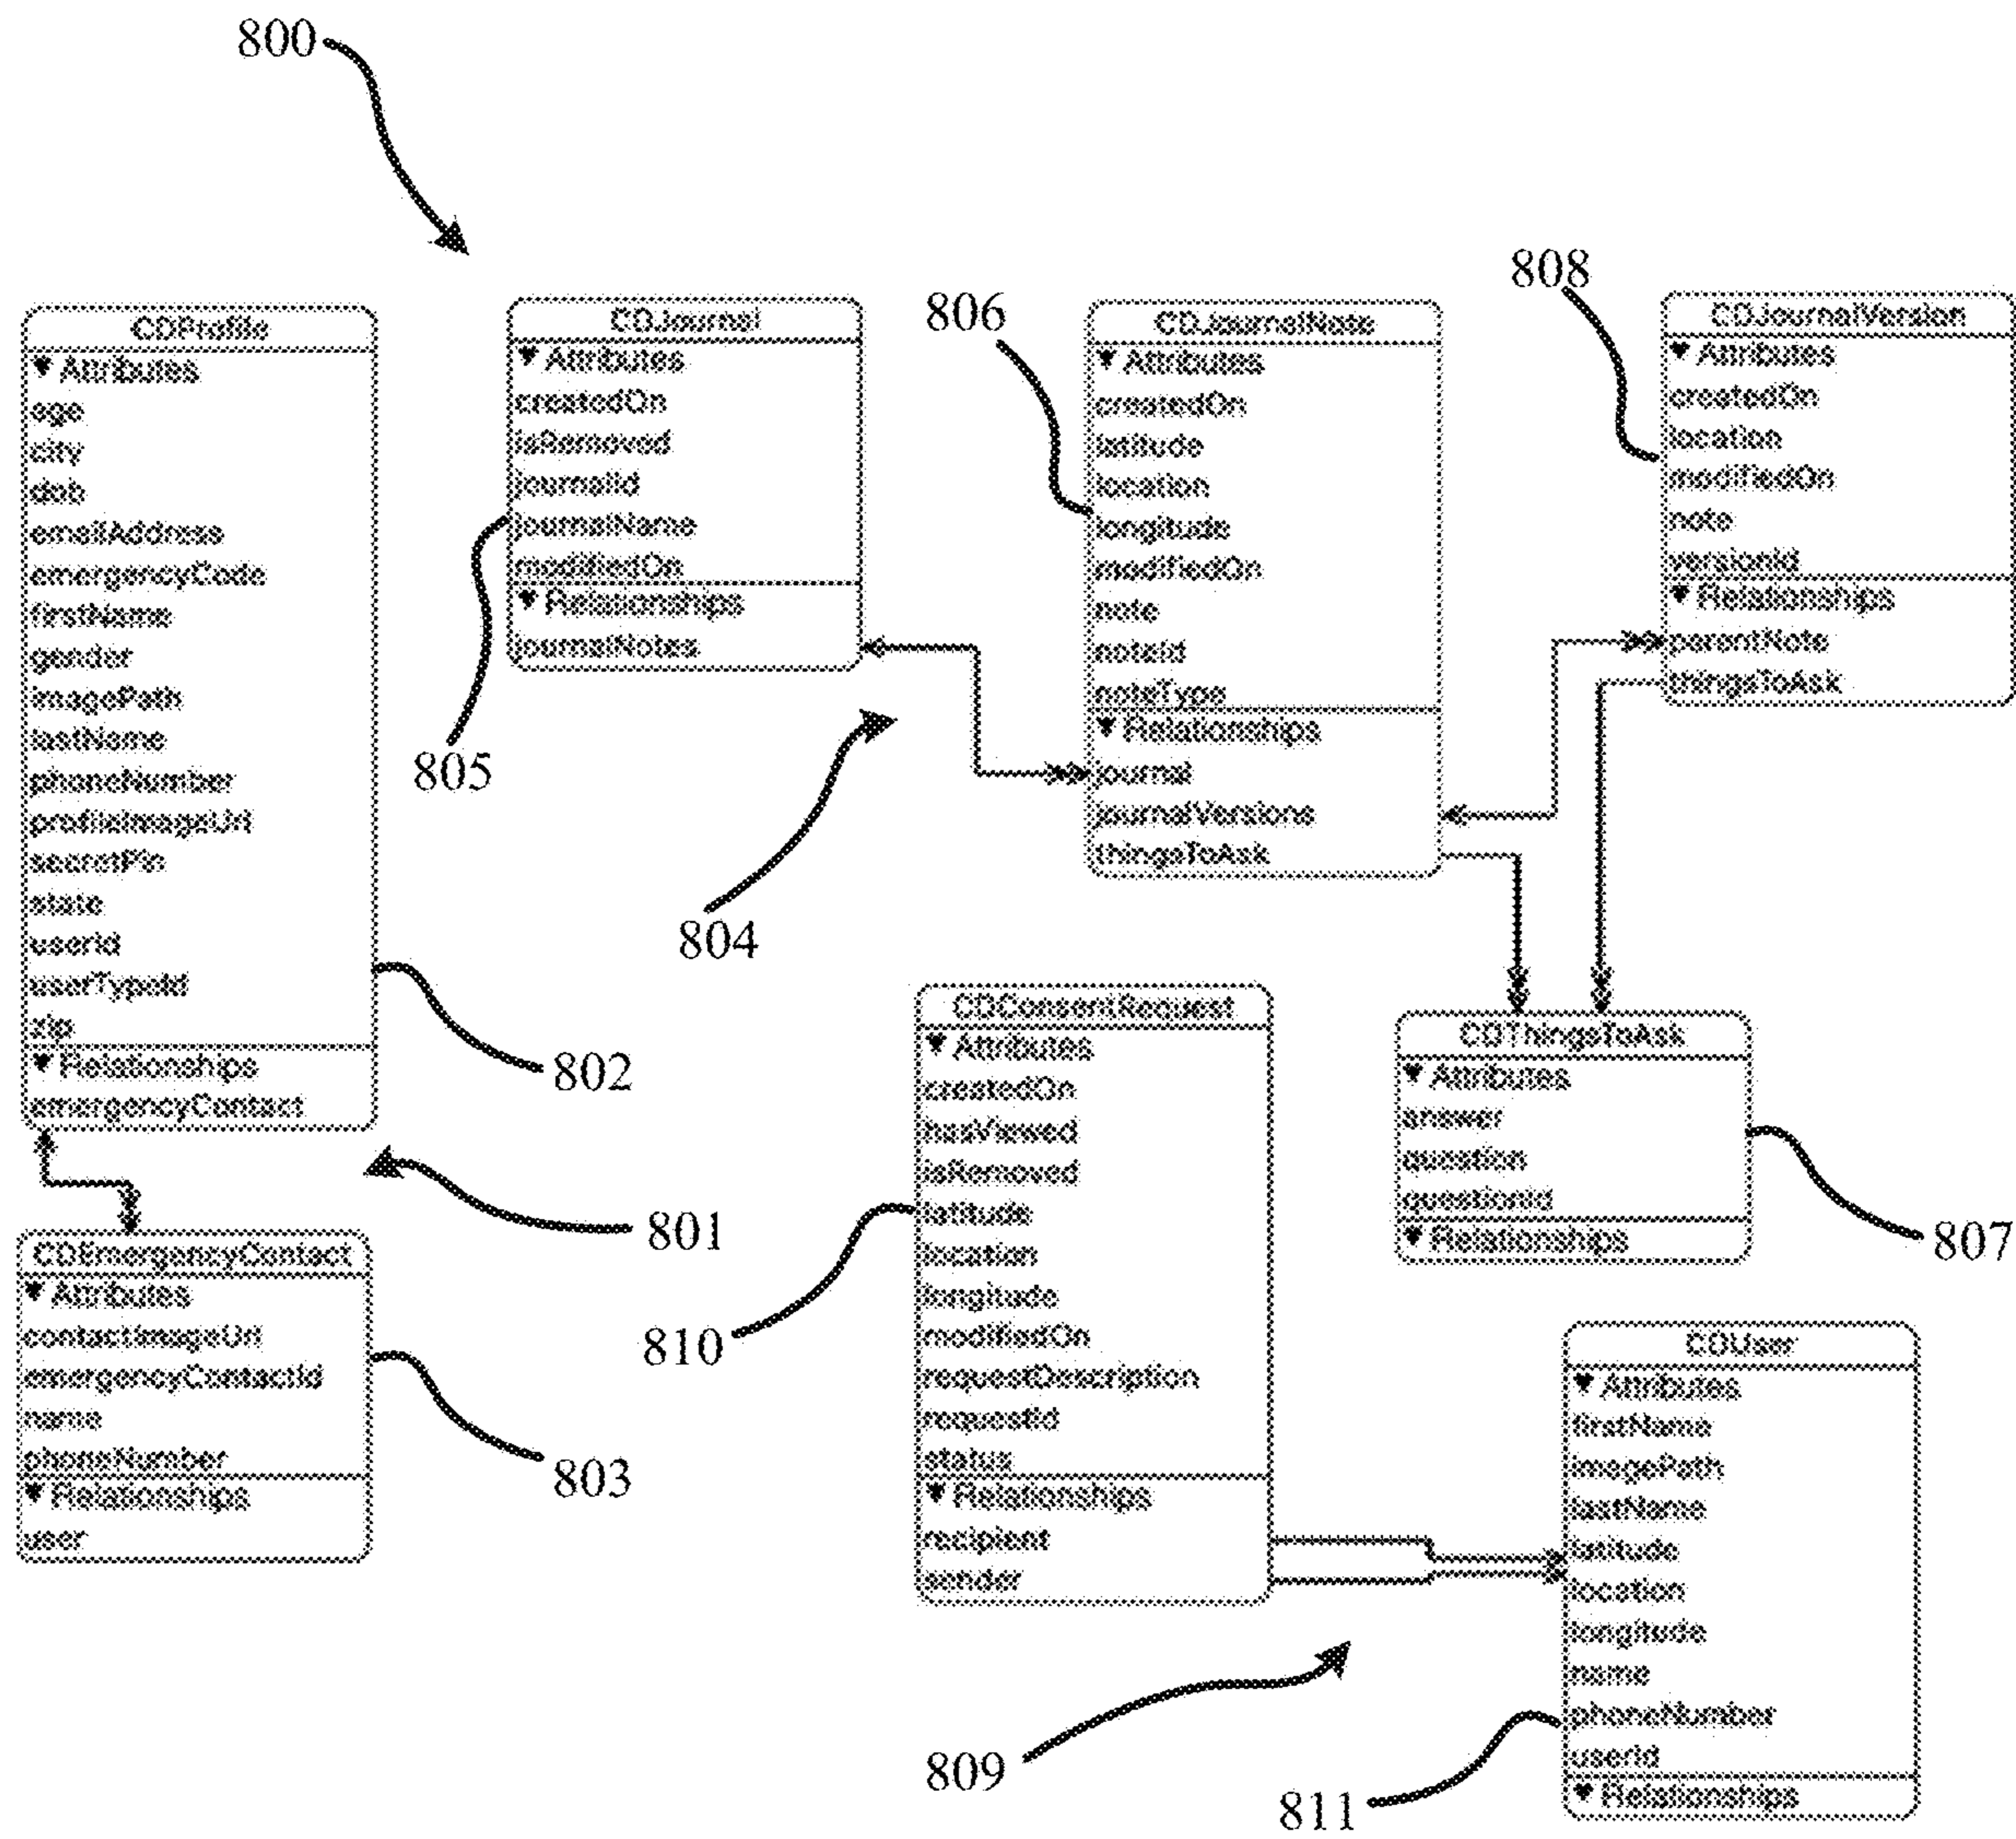 800
CDProfile
▼ Attributes
age
city
dob
emailAddress
emergencyCode
firstName
gender
imagePath
lastName
phoneNumber
profileImageUrl
secretPin
state
userId
userTypeId
zip
▼ Relationships
emergencyContact
802
801
CDEmergencyContact
▼ Attributes
contactImageUrl
emergencyContactId
name
phoneNumber
▼ Relationships
user
803
CDJournal
▼ Attributes
createdOn
isRemoved
journalId
journalName
modifiedOn
▼ Relationships
journalNotes
805
804
806
CDJournalNote
▼ Attributes
createdOn
latitude
location
longitude
modifiedOn
note
noteId
noteType
▼ Relationships
journal
journalVersions
thingsToAsk
808
CDJournalVersion
▼ Attributes
createdOn
location
modifiedOn
note
versionId
▼ Relationships
parentNote
thingsToAsk
CDConsentRequest
▼ Attributes
createdOn
hasViewed
isRemoved
latitude
location
longitude
modifiedOn
requestDescription
requestId
status
▼ Relationships
recipient
sender
810
CDThingsToAsk
▼ Attributes
answer
question
questionId
▼ Relationships
807
CDUser
▼ Attributes
firstName
imagePath
lastName
latitude
location
longitude
name
phoneNumber
userId
▼ Relationships
809
811